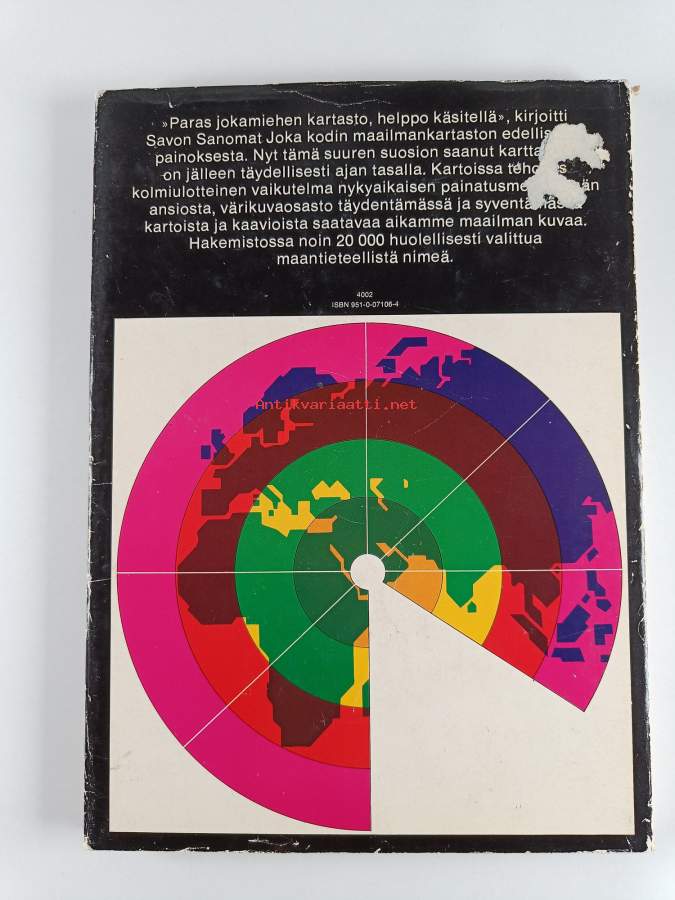 »Paras jokamiehen kartasto, helppo käsitellä», kirjoitti
Savon Sanomat Joka kodin maailmankartaston edellis
painoksesta. Nyt tämä suuren suosion saanut kartta
on jälleen täydellisesti ajan tasalla. Kartoissa teho s
kolmiulotteinen vaikutelma nykyaikaisen painatusme än
ansiosta, värikuvaosasto täydentämässä ja syventämäs
kartoista ja kaavioista saatavaa aikamme maailman kuvaa.
Hakemistossa noin 20 000 huolellisesti valittua
maantieteellistä nimeä.
4002
ISBN 951-0-07106-4
Antikvariaatti.net